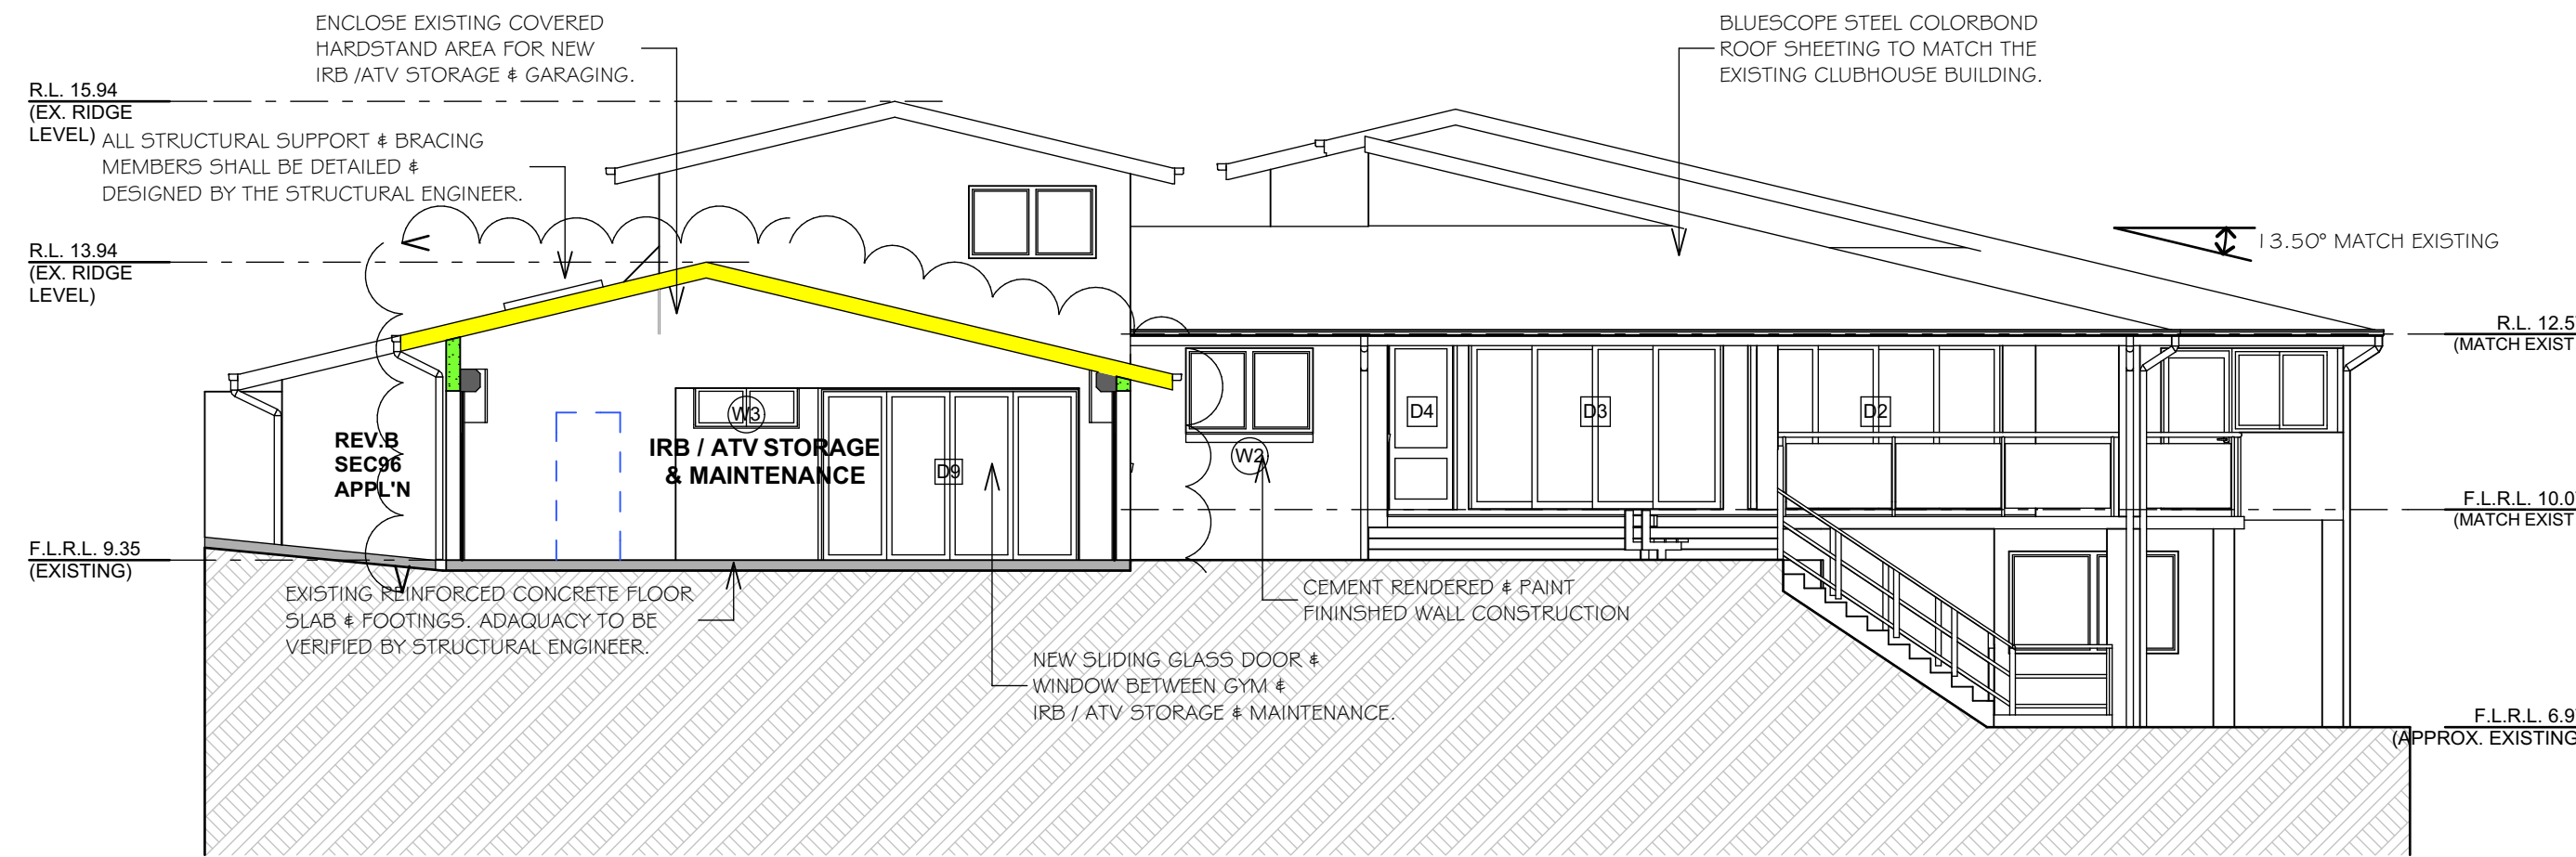 ENCLOSE EXISTING COVERED
HARDSTAND AREA FOR NEW
IRB /ATV STORAGE & GARAGING.
BLUESCOPE STEEL COLORBOND
ROOF SHEETING TO MATCH THE
EXISTING CLUBHOUSE BUILDING.
R.L. 15.94
(EX. RIDGE
LEVEL)
ALL STRUCTURAL SUPPORT & BRACING
MEMBERS SHALL BE DETAILED &
DESIGNED BY THE STRUCTURAL ENGINEER.
R.L. 13.94
(EX. RIDGE
LEVEL)
13.50° MATCH EXISTING
R.L. 12.5
(MATCH EXIST
W3
D4
D3
D2
REV.B
SEC96
APPL'N
IRB / ATV STORAGE
& MAINTENANCE
D9
W2
F.L.R.L. 10.0
(MATCH EXIST
F.L.R.L. 9.35
(EXISTING)
EXISTING REINFORCED CONCRETE FLOOR
SLAB & FOOTINGS. ADAQUACY TO BE
VERIFIED BY STRUCTURAL ENGINEER.
CEMENT RENDERED & PAINT
FININSHED WALL CONSTRUCTION
NEW SLIDING GLASS DOOR &
WINDOW BETWEEN GYM &
IRB / ATV STORAGE & MAINTENANCE.
F.L.R.L. 6.9
(APPROX. EXISTING